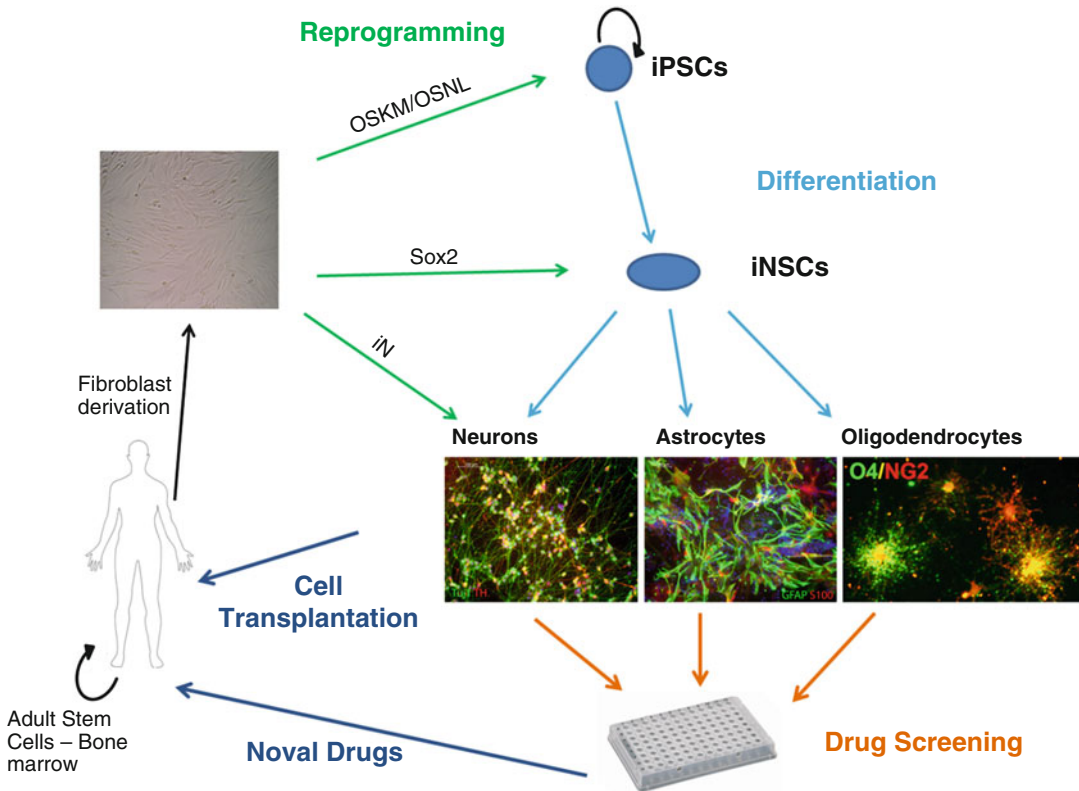 Reprogramming
iPSCs
OSKM/OSNL
Differentiation
Sox2
iNSCs
iN
Fibroblast
derivation
Neurons
Astrocytes
Oligodendrocytes
O4/NG2
Cell
Transplantation
TH
GFAP S100
Adult Stem
Cells – Bone
marrow
Noval Drugs
Drug Screening